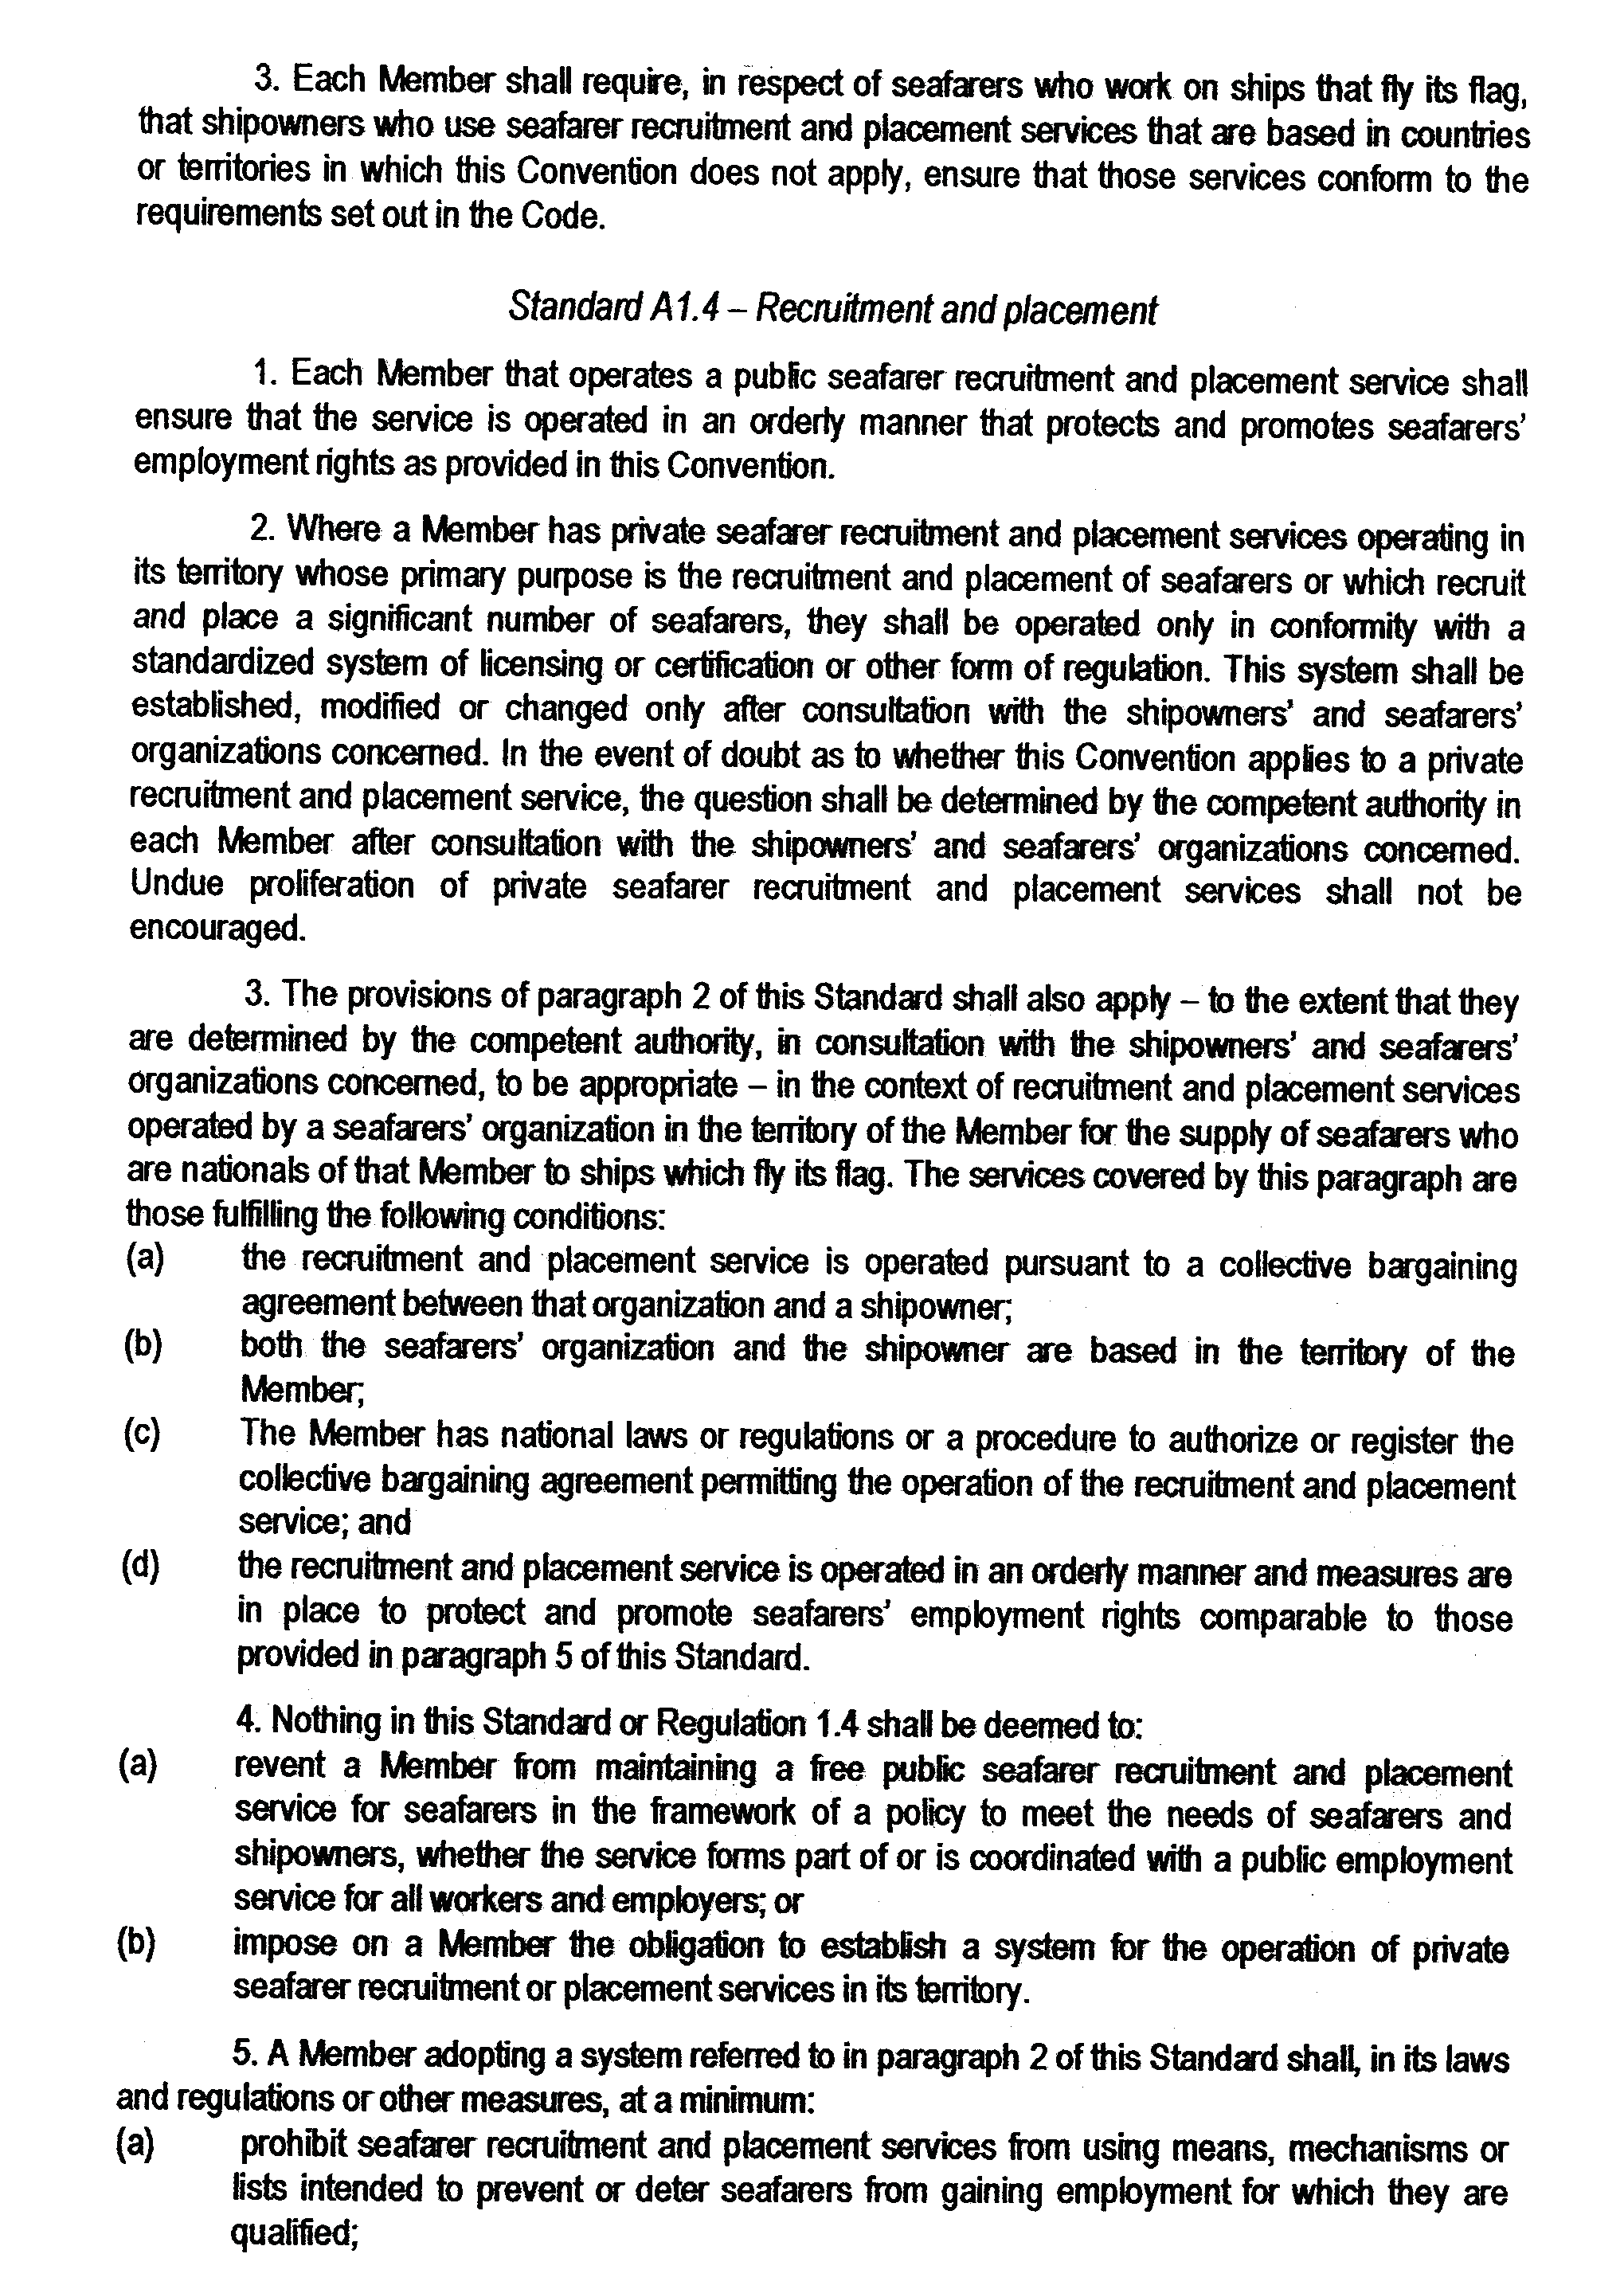 3. Each Member shall require, in respect of seafarers who work on ships that fly its flag,
that shipowners who use seafarer recruitment and placement services that are based in countries
or territories in which this Convention does not apply, ensure that those services conform to the
requirements set out in the Code.
Standard A1.4 – Recruitment and placement
1. Each Member that operates a public seafarer recruitment and placement service shall
ensure that the service is operated in an orderly manner that protects and promotes seafarers'
employment rights as provided in this Convention.
2. Where a Member has private seafarer recruitment and placement services operating in
its territory whose primary purpose is the recruitment and placement of seafarers or which recruit
and place a significant number of seafarers, they shall be operated only in conformity with a
standardized system of licensing or certification or other form of regulation. This system shall be
established, modified or changed only after consultation with the shipowners' and seafarers'
organizations concerned. In the event of doubt as to whether this Convention applies to a private
recruitment and placement service, the question shall be determined by the competent authority in
each Member after consultation with the shipowners' and seafarers' organizations concerned.
Undue proliferation of private seafarer recruitment and placement services shall not be
encouraged.
3. The provisions of paragraph 2 of this Standard shall also apply – to the extent that they
are determined by the competent authority, in consultation with the shipowners' and seafarers'
organizations concerned, to be appropriate – in the context of recruitment and placement services
operated by a seafarers' organization in the territory of the Member for the supply of seafarers who
are nationals of that Member to ships which fly its flag. The services covered by this paragraph are
those fulfilling the following conditions:
(a) the recruitment and placement service is operated pursuant to a collective bargaining
agreement between that organization and a shipowner;
(b) both the seafarers' organization and the shipowner are based in the territory of the
Member;
(c) The Member has national laws or regulations or a procedure to authorize or register the
collective bargaining agreement permitting the operation of the recruitment and placement
service; and
(d) the recruitment and placement service is operated in an orderly manner and measures are
in place to protect and promote seafarers' employment rights comparable to those
provided in paragraph 5 of this Standard.
4. Nothing in this Standard or Regulation 1.4 shall be deemed to:
(a) revent a Member from maintaining a free public seafarer recruitment and placement
service for seafarers in the framework of a policy to meet the needs of seafarers and
shipowners, whether the service forms part of or is coordinated with a public employment
service for all workers and employers; or
(b) impose on a Member the obligation to establish a system for the operation of private
seafarer recruitment or placement services in its territory.
5. A Member adopting a system referred to in paragraph 2 of this Standard shall, in its laws
and regulations or other measures, at a minimum:
(a) prohibit seafarer recruitment and placement services from using means, mechanisms or
lists intended to prevent or deter seafarers from gaining employment for which they are
qualified;